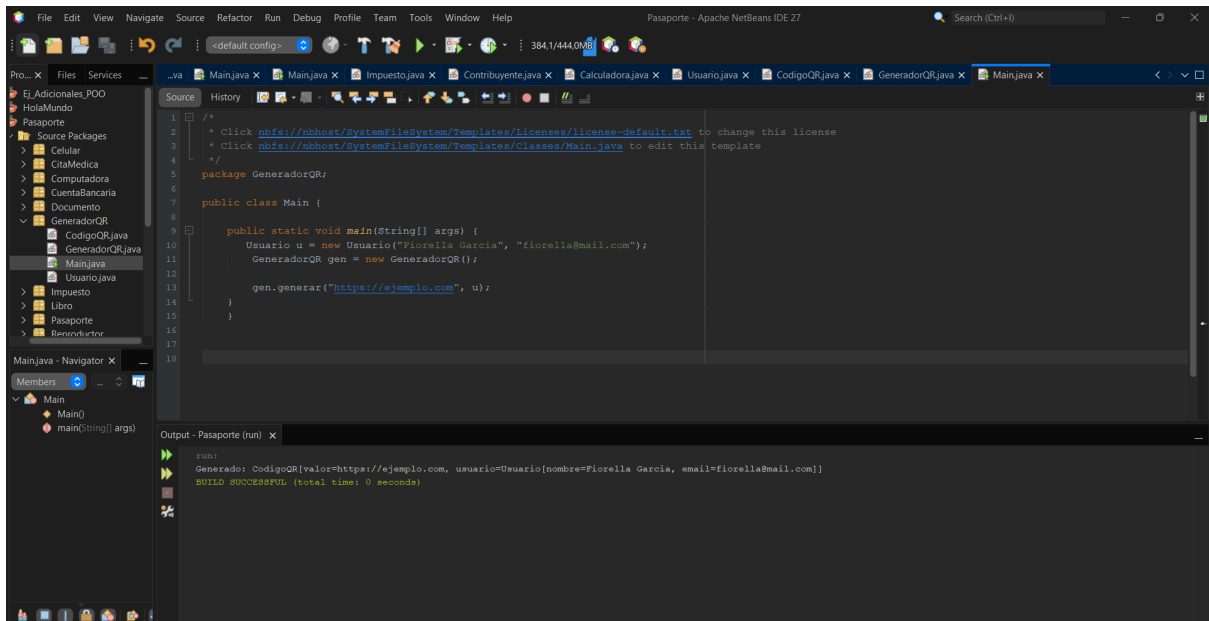 File Edit View Navigate Source Refactor Run Debug Profile Team Tools Window Help
Pasaporte - Apache NetBeans IDE 27
Search (Ctrl+I)
<default config>
384,1/444,0MB
Pro... Files Services
...va Main.java Main.java Impuesto.java Contribuyente.java Calculadora.java Usuario.java CodigoQR.java GeneradorQR.java Main.java
Ej_Adicionales_POO
HolaMundo
Pasaporte
Source Packages
Celular
CitaMedica
Computadora
CuentaBancaria
Documento
GeneradorQR
CodigoQR.java
GeneradorQR.java
Main.java
Usuario.java
Impuesto
Libro
Pasaporte
Reproductor
Source History
1 /*
2 * Click nbfs://nbhost/SystemFileSystem/Templates/Licenses/license-default.txt to change this license
3 * Click nbfs://nbhost/SystemFileSystem/Templates/Classes/Main.java to edit this template
4 */
5 package GeneradorQR;
6
7 public class Main {
8
9 public static void main(String[] args) {
10 Usuario u = new Usuario("Fiorella Garcia", "fiorella@mail.com");
11 GeneradorQR gen = new GeneradorQR();
12
13 gen.generar("https://ejemplo.com", u);
14 }
15 }
16
17
18
Main.java - Navigator
Members
Main
Main()
main(String[] args)
Output - Pasaporte (run)
run:
Generado: CodigoQR[valor=https://ejemplo.com, usuario=Usuario[nombre=Fiorella Garcia, email=fiorella@mail.com]]
BUILD SUCCESSFUL (total time: 0 seconds)